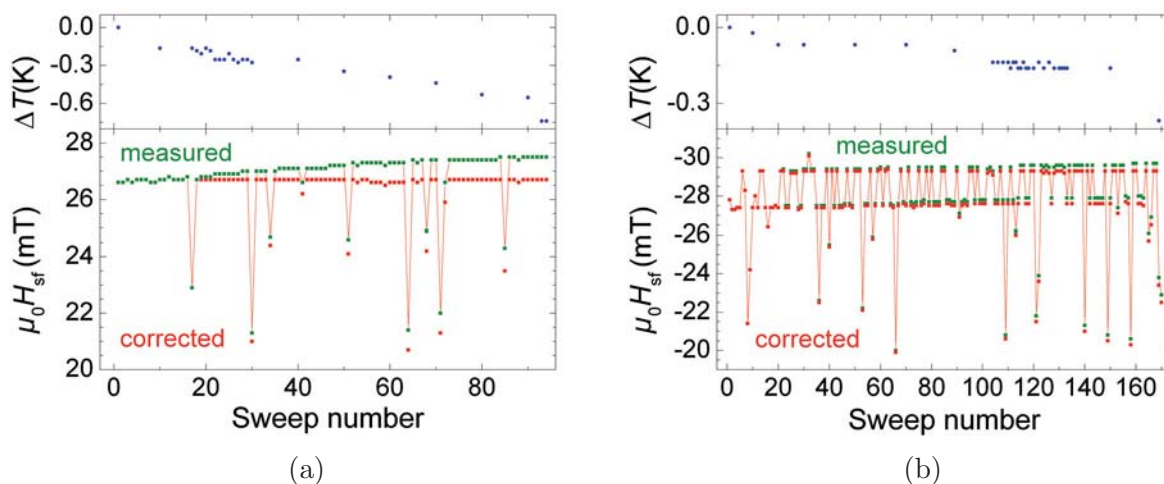 0.0
-0.3
-0.6
ΔT(K)
28
26
24
22
20
μ₀H_sf (mT)
measured
corrected
0 20 40 60 80
Sweep number
(a)
0.0
-0.3
ΔT(K)
-30
-28
-26
-24
-22
-20
μ₀H_sf (mT)
measured
corrected
0 20 40 60 80 100 120 140 160
Sweep number
(b)